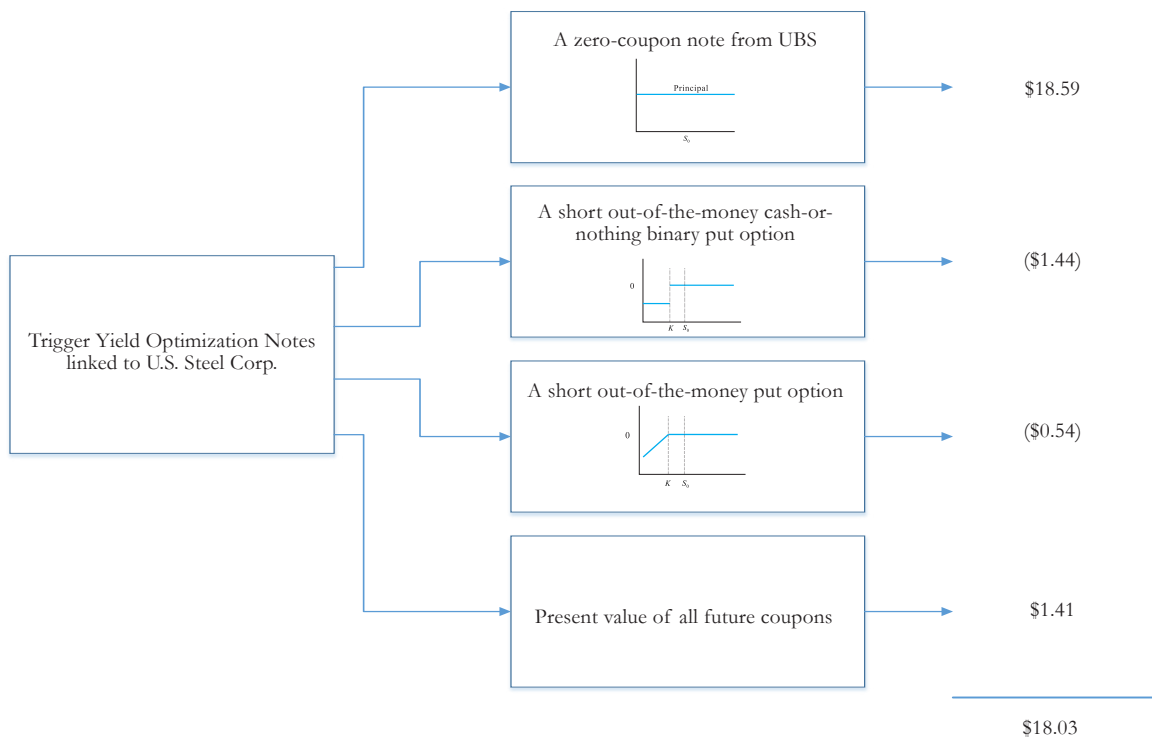 A zero-coupon note from UBS
Principal
S0
$18.59
A short out-of-the-money cash-or-
nothing binary put option
0
K S0
($1.44)
Trigger Yield Optimization Notes
linked to U.S. Steel Corp.
A short out-of-the-money put option
0
K S0
($0.54)
Present value of all future coupons
$1.41
$18.03